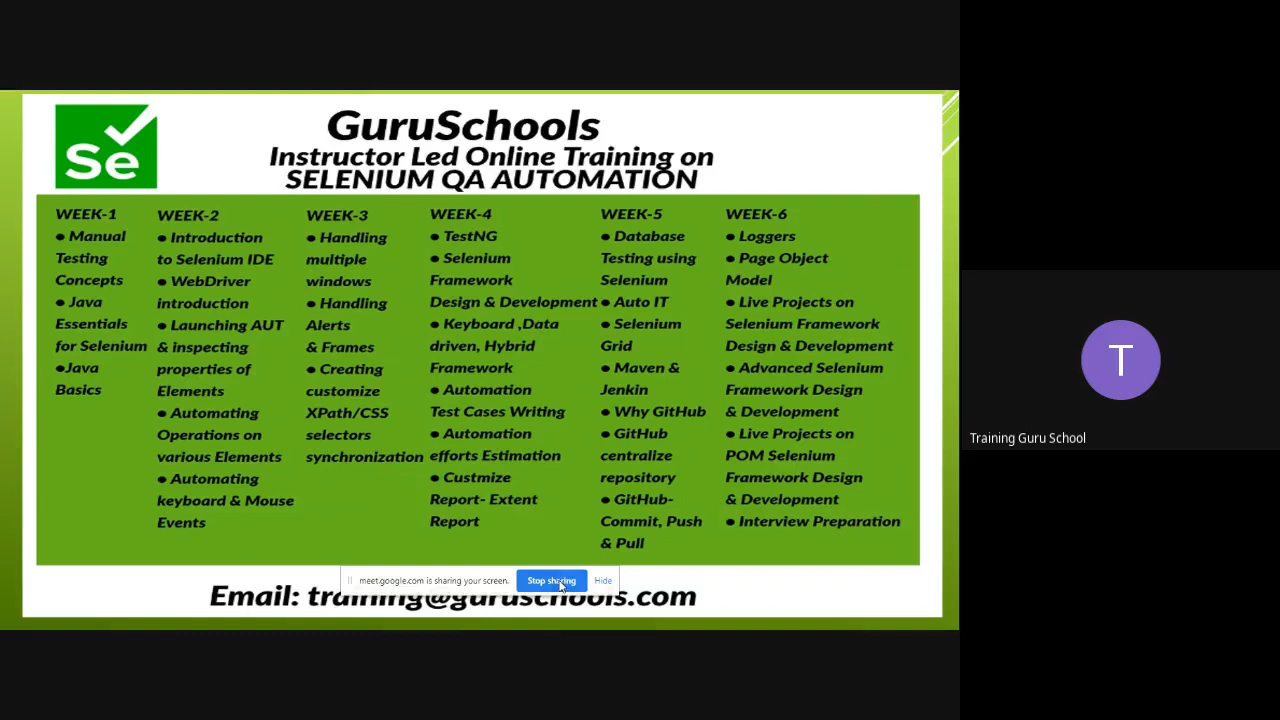 Se
GuruSchools
Instructor Led Online Training on
SELENIUM QA AUTOMATION
WEEK-1
● Manual
Testing
Concepts
● Java
Essentials
for Selenium
●Java
Basics
WEEK-2
● Introduction
to Selenium IDE
● WebDriver
introduction
● Launching AUT
& inspecting
properties of
Elements
● Automating
Operations on
various Elements
● Automating
keyboard & Mouse
Events
WEEK-3
● Handling
multiple
windows
● Handling
Alerts
& Frames
● Creating
customize
XPath/CSS
selectors
synchronization
WEEK-4
● TestNG
● Selenium
Framework
Design & Development
● Keyboard ,Data
driven, Hybrid
Framework
● Automation
Test Cases Writing
● Automation
efforts Estimation
● Custmize
Report- Extent
Report
WEEK-5
● Database
Testing using
Selenium
● Auto IT
● Selenium
Grid
● Maven &
Jenkin
● Why GitHub
● GitHub
centralize
repository
● GitHub-
Commit, Push
& Pull
WEEK-6
● Loggers
● Page Object
Model
● Live Projects on
Selenium Framework
Design & Development
● Advanced Selenium
Framework Design
& Development
● Live Projects on
POM Selenium
Framework Design
& Development
● Interview Preparation
meet.google.com is sharing your screen. Stop sharing Hide
Email: training@guruschools.com
T
Training Guru School